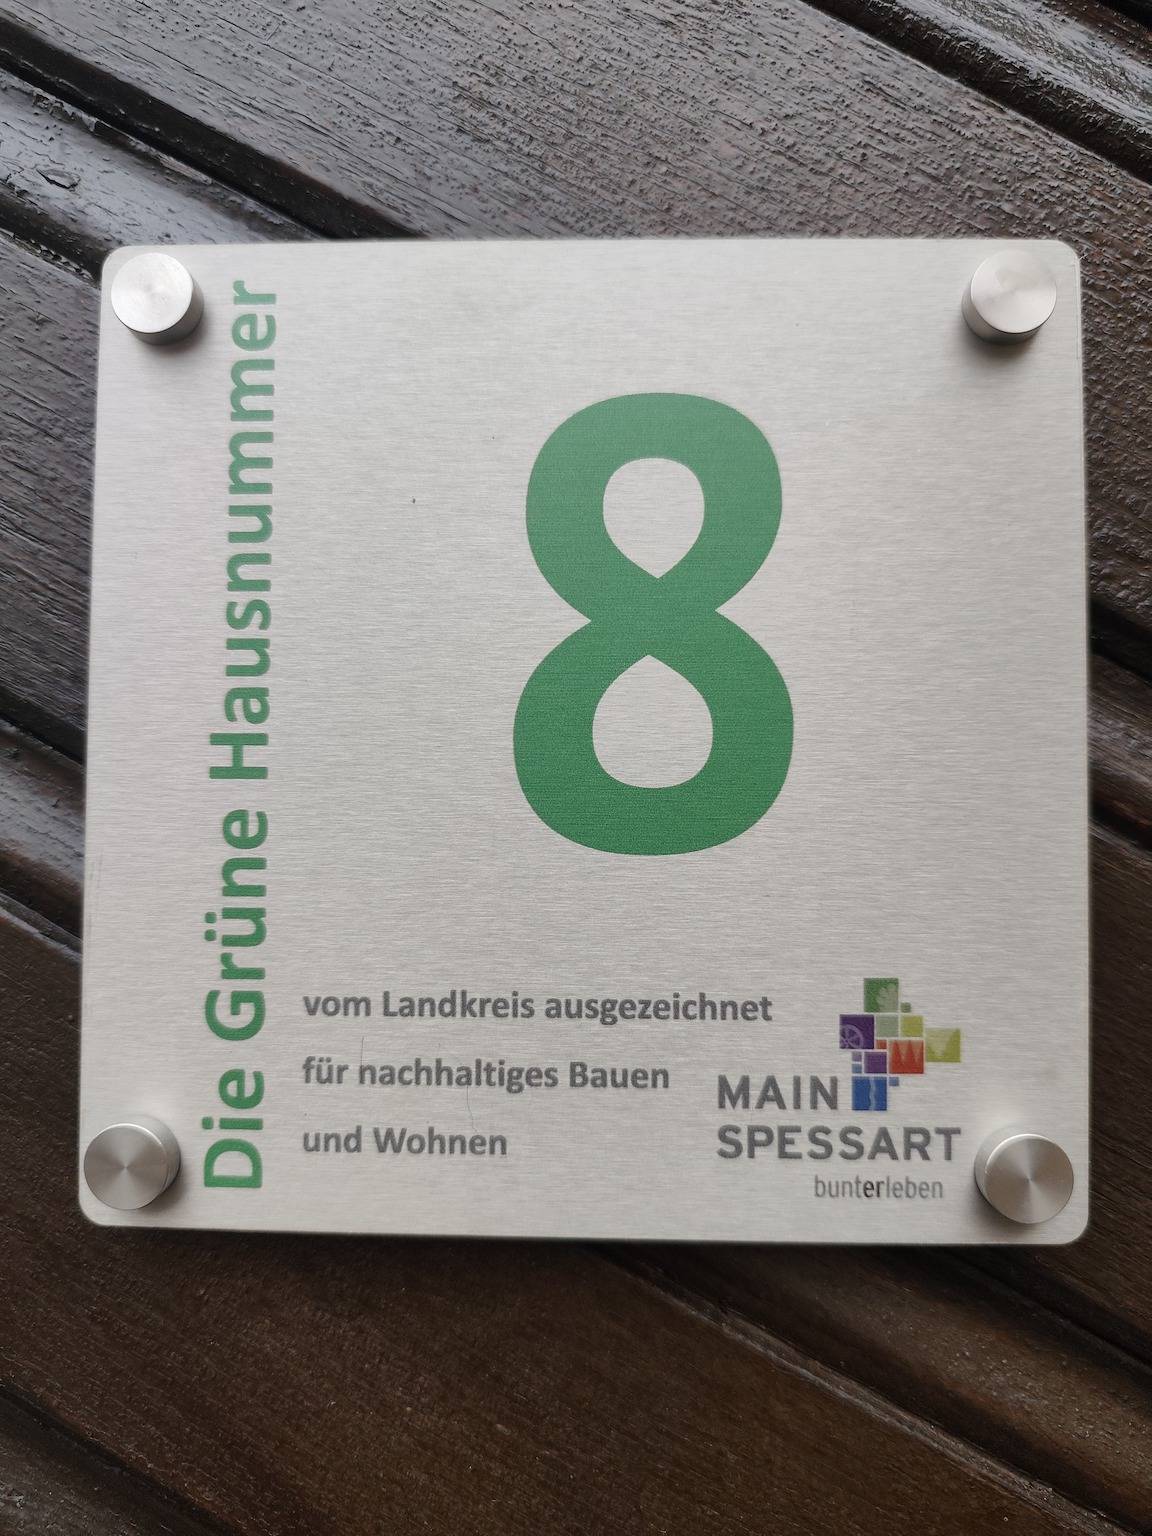 Die Grüne Hausnummer
8
vom Landkreis ausgezeichnet
für nachhaltiges Bauen
und Wohnen
MAIN
SPESSART
bunterleben